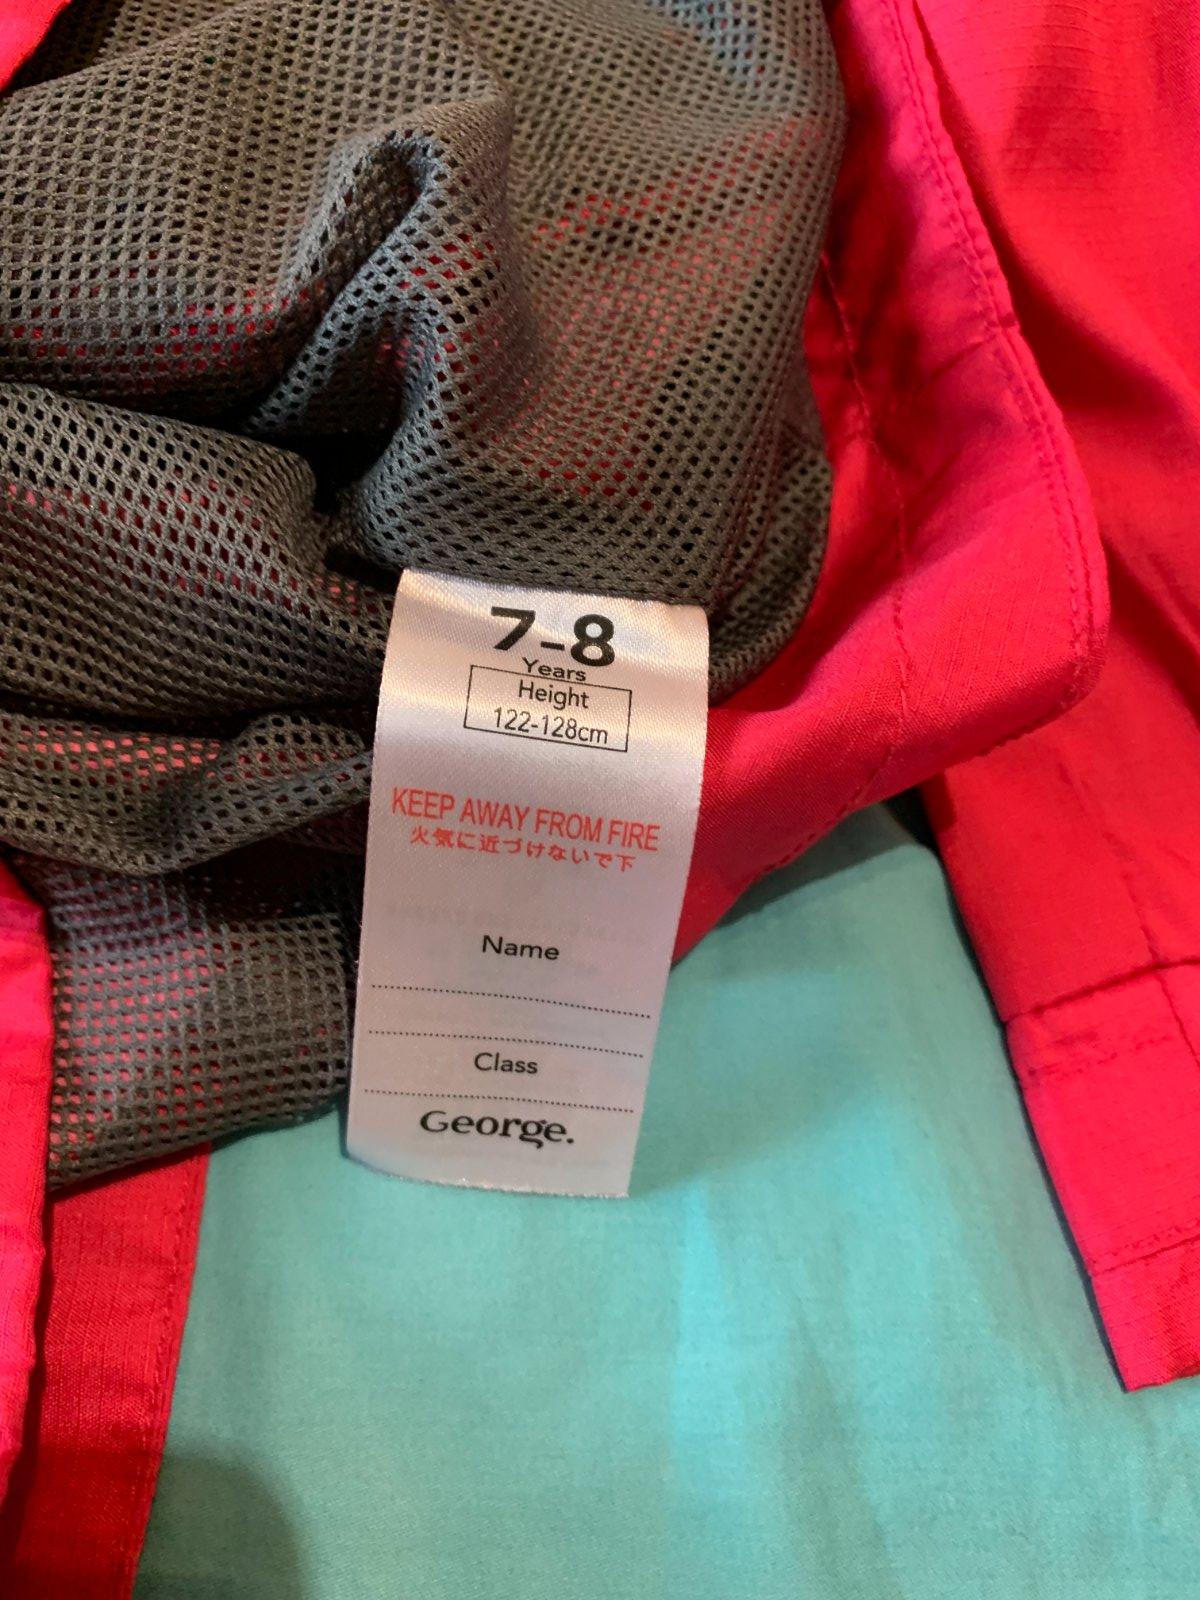 7-8
Years
Height
122-128cm
KEEP AWAY FROM FIRE
火気に近づけないで下
Name
Class
George.